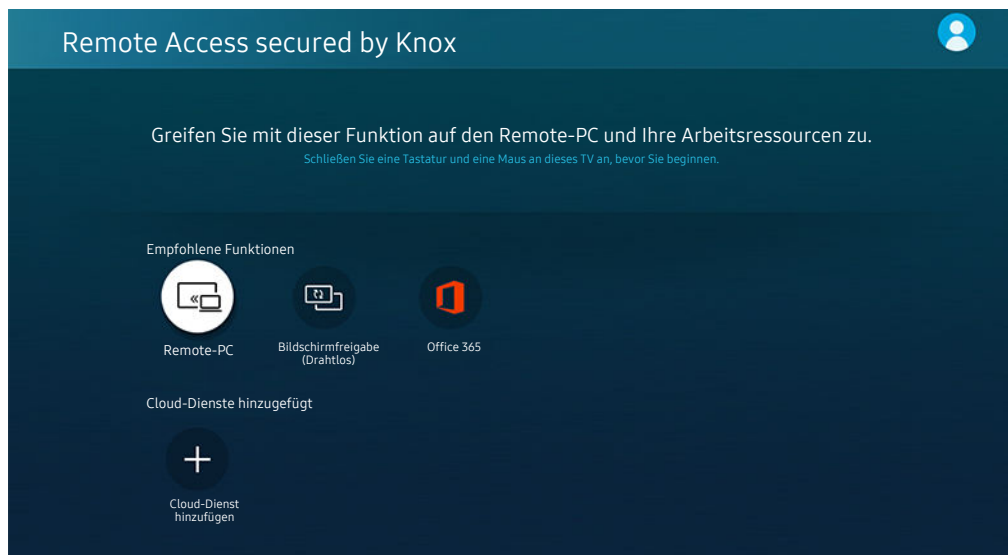 Remote Access secured by Knox
Greifen Sie mit dieser Funktion auf den Remote-PC und Ihre Arbeitsressourcen zu.
Schließen Sie eine Tastatur und eine Maus an dieses TV an, bevor Sie beginnen.
Empfohlene Funktionen
Remote-PC
Bildschirmfreigabe
(Drahtlos)
Office 365
Cloud-Dienste hinzugefügt
Cloud-Dienst
hinzufügen